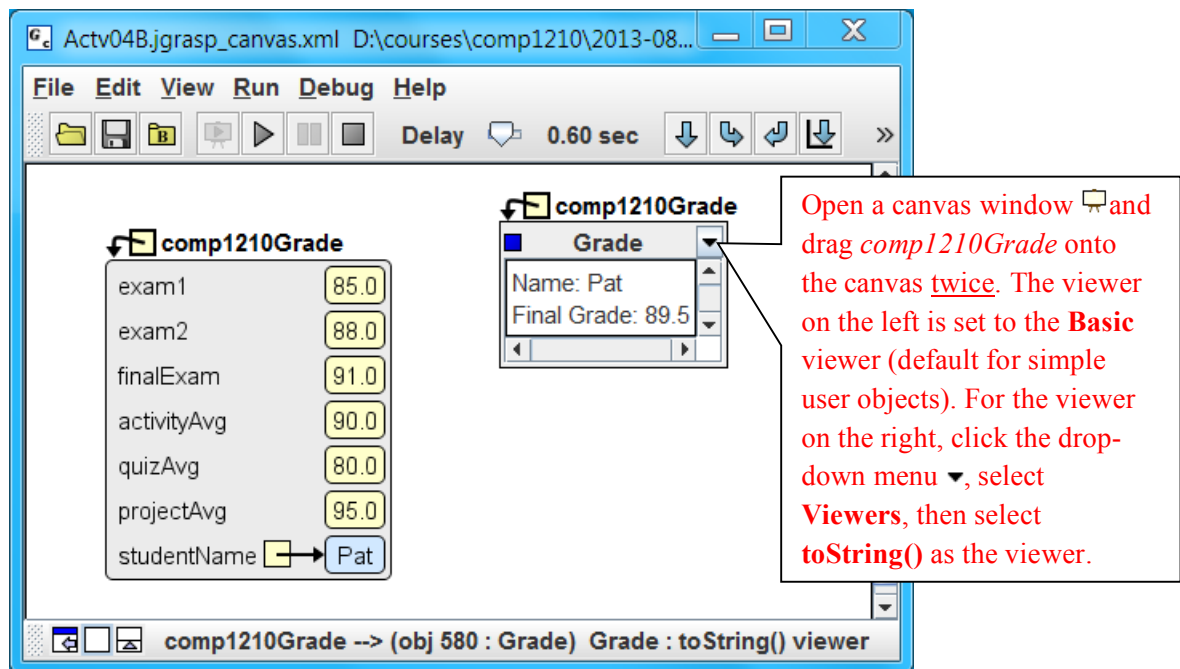 Actv04B.jgrasp_canvas.xml D:\courses\comp1210\2013-08...
File Edit View Run Debug Help
B
Delay 0.60 sec »
comp1210Grade
exam1 85.0
exam2 88.0
finalExam 91.0
activityAvg 90.0
quizAvg 80.0
projectAvg 95.0
studentName Pat
comp1210Grade
Grade
Name: Pat
Final Grade: 89.5
Open a canvas window and
drag comp1210Grade onto
the canvas twice. The viewer
on the left is set to the Basic
viewer (default for simple
user objects). For the viewer
on the right, click the drop-
down menu , select
Viewers, then select
toString() as the viewer.
comp1210Grade --> (obj 580 : Grade) Grade : toString() viewer